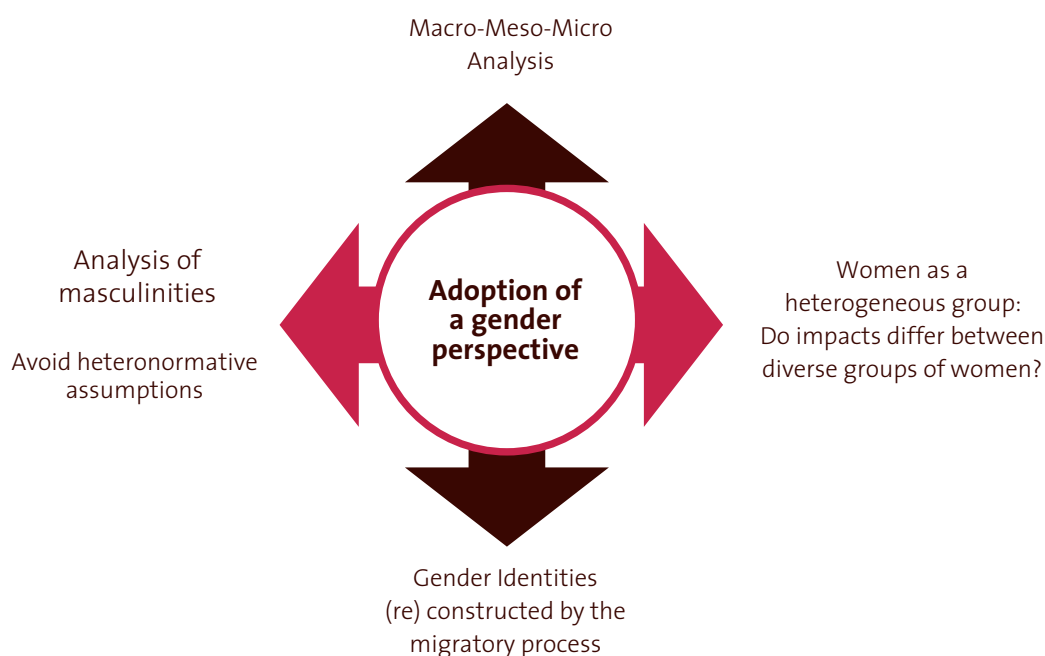 Macro-Meso-Micro
Analysis
Analysis of
masculinities
Avoid heteronormative
assumptions
Adoption of
a gender
perspective
Women as a
heterogeneous group:
Do impacts differ between
diverse groups of women?
Gender Identities
(re) constructed by the
migratory process